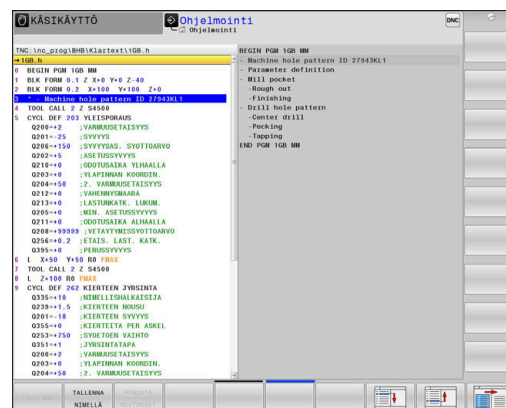 KÄSIKÄYTTÖ
Ohjelmointi
Ohjelmointi
DNC
TNC:\nc_prog\BHB\Klartext\1GB.h
→1GB.h
0 BEGIN PGM 1GB MM
1 BLK FORM 0.1 Z X+0 Y+0 Z-40
2 BLK FORM 0.2 X+100 Y+100 Z+0
3 * - Machine hole pattern ID 27943KL1
4 TOOL CALL 2 Z S4500
5 CYCL DEF 203 YLEISPORAUS
Q200=+2 ;VARMUUSETAISYYS
Q201=-25 ;SYVYYS
Q206=+150 ;SYVYYSAS. SYOTTOARVO
Q202=+5 ;ASETUSSYVYYS
Q210=+0 ;ODOTUSAIKA YLHAALLA
Q203=+0 ;YLAPINNAN KOORDIN.
Q204=+50 ;2. VARMUUSETAISYYS
Q212=+0 ;VAHENNYSMAARA
Q213=+0 ;LASTUNKATK. LUKUM.
Q205=+0 ;MIN. ASETUSSYVYYS
Q211=+0 ;ODOTUSAIKA ALHAALLA
Q208=+99999 ;VETAYTYMISSYOTTOARVO
Q256=+0.2 ;ETAIS. LAST. KATK.
Q395=+0 ;PERUSSYVYYS
6 L X+50 Y+50 R0 FMAX
7 TOOL CALL 2 Z S4500
8 L Z+100 R0 FMAX
9 CYCL DEF 262 KIERTEEN JYRSINTA
Q335=+10 ;NIMELLISHALKAISIJA
Q239=+1.5 ;KIERTEEN NOUSU
Q201=-18 ;KIERTEEN SYVYYS
Q355=+0 ;KIERTEITA PER ASKEL
Q253=+750 ;SYOETOEN VAIHTO
Q351=+1 ;JYRSINTATAPA
Q200=+2 ;VARMUUSETAISYYS
Q203=+0 ;YLAPINNAN KOORDIN.
Q204=+50 ;2. VARMUUSETAISYYS
BEGIN PGM 1GB MM
- Machine hole pattern ID 27943KL1
- Parameter definition
- Mill pocket
-Rough out
-Finishing
- Drill hole pattern
-Center drill
-Pecking
-Tapping
END PGM 1GB MM
TALLENNA
NIMELLÄ